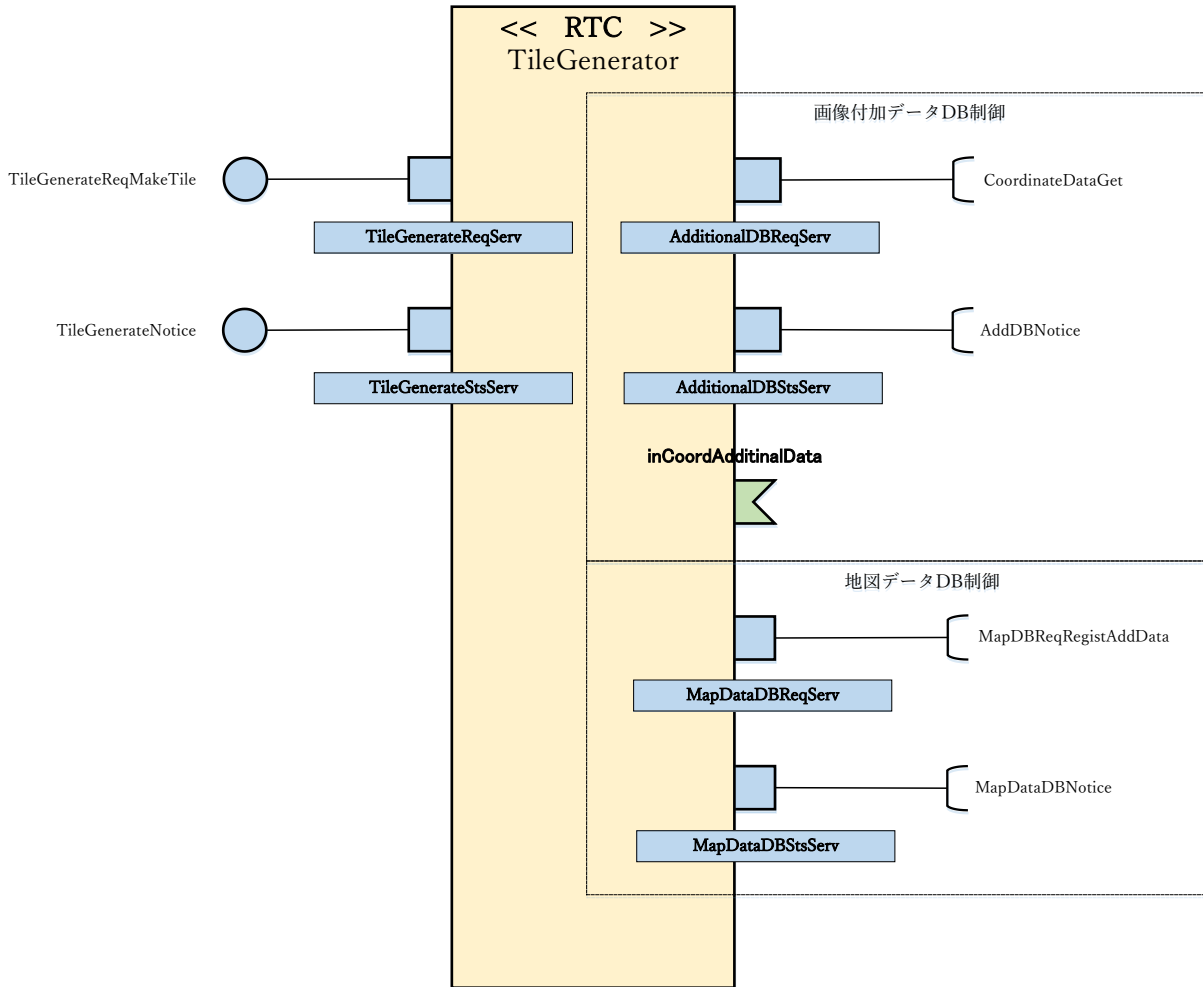 << RTC >>
TileGenerator
画像付加データDB制御
TileGenerateReqMakeTile
CoordinateDataGet
TileGenerateReqServ
AdditionalDBReqServ
TileGenerateNotice
AddDBNotice
TileGenerateStsServ
AdditionalDBStsServ
inCoordAdditinalData
地図データDB制御
MapDBReqRegistAddData
MapDataDBReqServ
MapDataDBNotice
MapDataDBStsServ